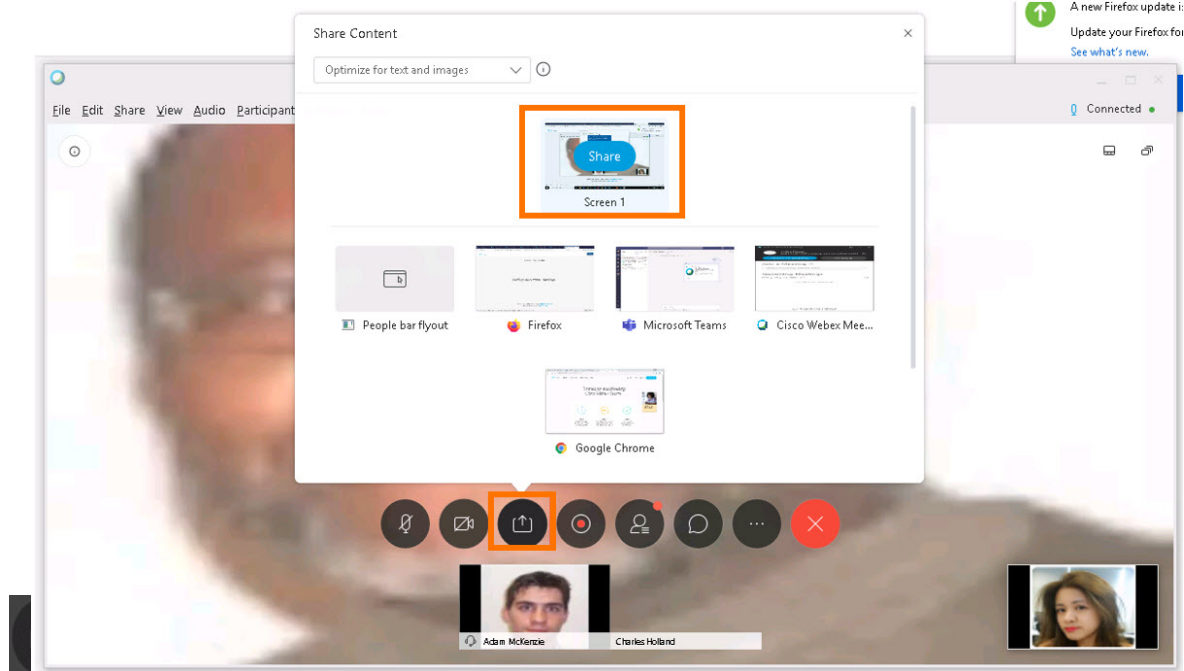 A new Firefox update i
Update your Firefox for
See what's new.
Share Content
Optimize for text and images
File Edit Share View Audio Participant
Connected
Share
Screen 1
People bar flyout
Firefox
Microsoft Teams
Cisco Webex Mee...
Google Chrome
Adam McKenzie
Charles Holland